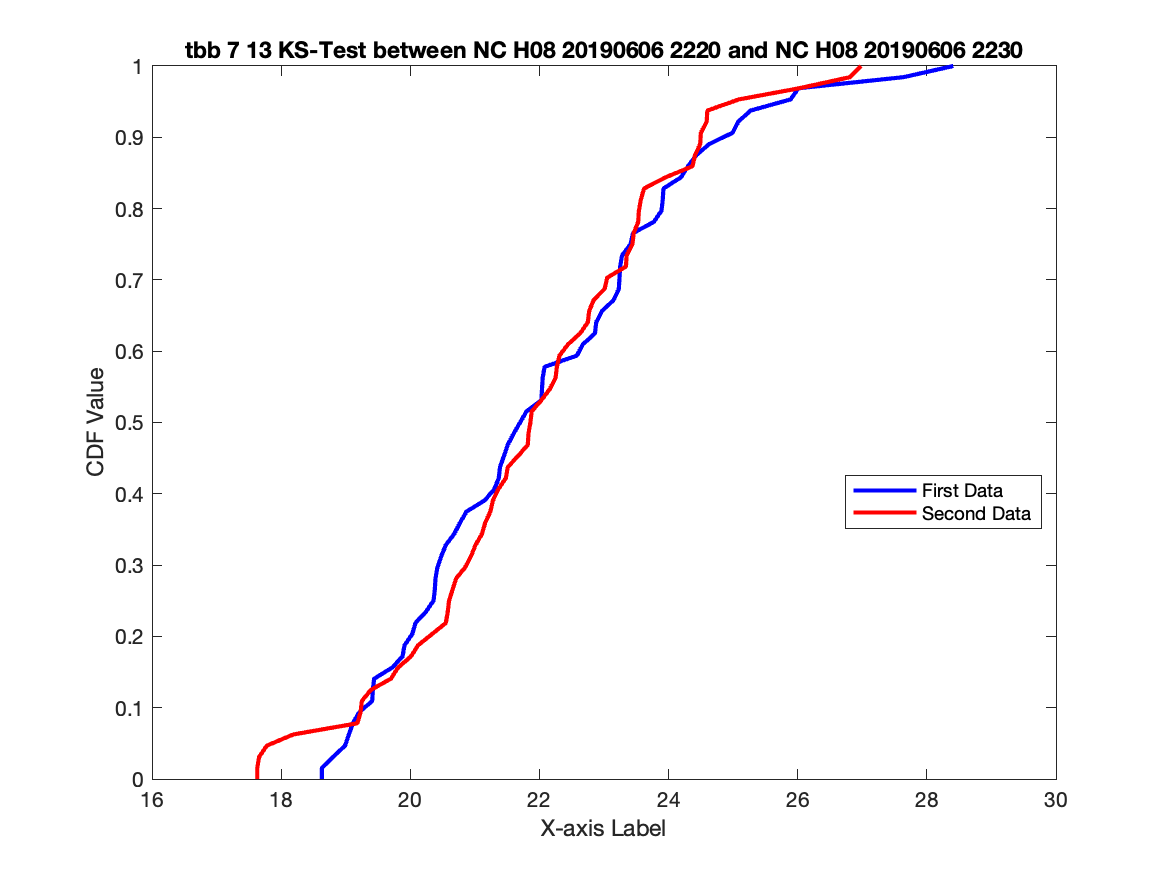 tbb 7 13 KS-Test between NC H08 20190606 2220 and NC H08 20190606 2230
1
0.9
0.8
0.7
0.6
0.5
0.4
0.3
0.2
0.1
0
CDF Value
First Data
Second Data
16 18 20 22 24 26 28 30
X-axis Label